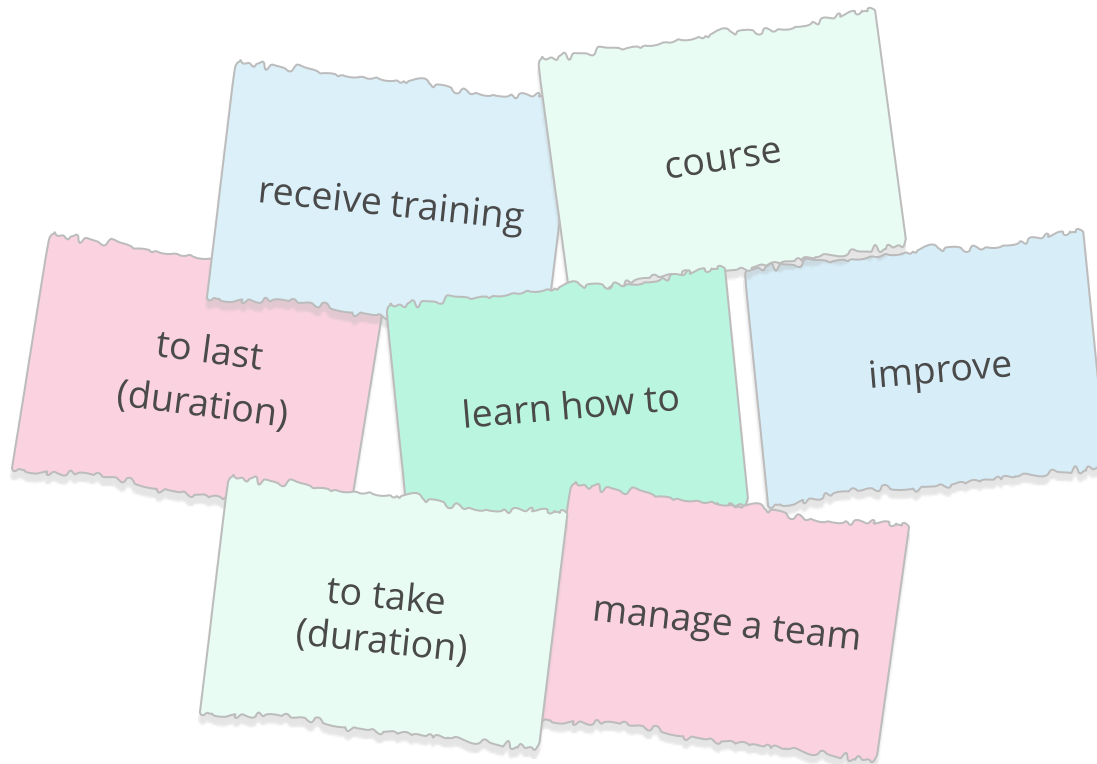 receive training
course
to last
(duration)
learn how to
improve
to take
(duration)
manage a team